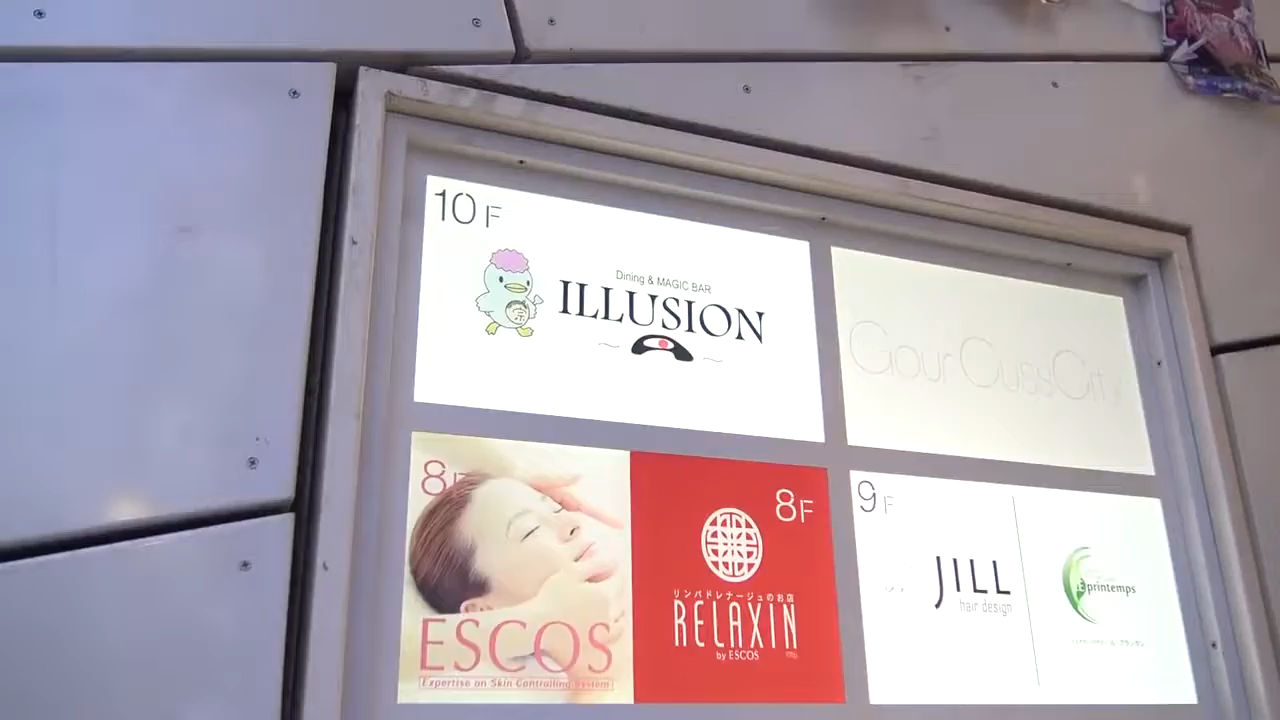 10F
Dining & MAGIC BAR
ILLUSION
GourCussCity
8F
ESCOS
Expertise on Skin Controlling System
8F
リンパドレナージュのお店
RELAXIN
by ESCOS
9F
JILL
hair design
printemps